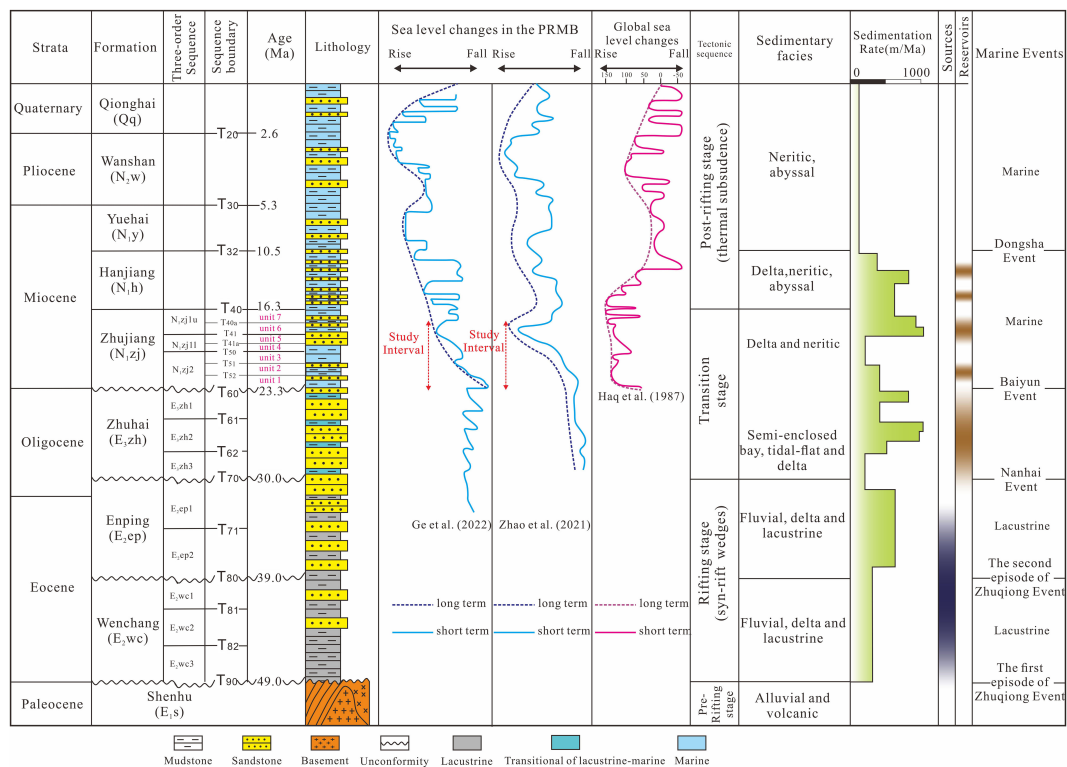 Strata
Formation
Three-order
Sequence
Sequence
boundary
Age
(Ma)
Lithology
Sea level changes in the PRMB
Rise
Fall
Rise
Fall
Global sea
level changes
Rise
Fall
150 100 50 0 -50
Tectonic
sequence
Sedimentary
facies
Sedimentation
Rate(m/Ma)
0 1000
Sources
Reservoirs
Marine Events
Quaternary
Pliocene
Miocene
Oligocene
Eocene
Paleocene
Qionghai
(Qq)
Wanshan
(N₂w)
Yuehai
(N₁y)
Hanjiang
(N₁h)
Zhujiang
(N₁zj)
Zhuhai
(E₃zh)
Enping
(E₂ep)
Wenchang
(E₂wc)
Shenhu
(E₁s)
N₁zj1u
N₁zj1l
N₁zj2
E₃zh1
E₃zh2
E₃zh3
E₂ep1
E₂ep2
E₂wc1
E₂wc2
E₂wc3
T20 2.6
T30 5.3
T32 10.5
T40 16.3
T40a
T41
T41a
T50
T51
T52
T60 23.3
T61
T62
T70 30.0
T71
T80 39.0
T81
T82
T90 49.0
unit 7
unit 6
unit 5
unit 4
unit 3
unit 2
unit 1
Study
Interval
Study
Interval
Ge et al. (2022)
Zhao et al. (2021)
Haq et al. (1987)
long term
long term
long term
short term
short term
short term
Post-rifting stage
(thermal subsudence)
Transition
stage
Rifting stage
(syn-rift wedges)
Pre-
Rifting
stage
Neritic,
abyssal
Delta,neritic,
abyssal
Delta and neritic
Semi-enclosed
bay, tidal-flat and
delta
Fluvial, delta and
lacustrine
Fluvial, delta and
lacustrine
Alluvial and
volcanic
Marine
Dongsha
Event
Marine
Baiyun
Event
Nanhai
Event
Lacustrine
The second
episode of
Zhuqiong Event
Lacustrine
The first
episode of
Zhuqiong Event
Mudstone
Sandstone
Basement
Unconformity
Lacustrine
Transitional of lacustrine-marine
Marine